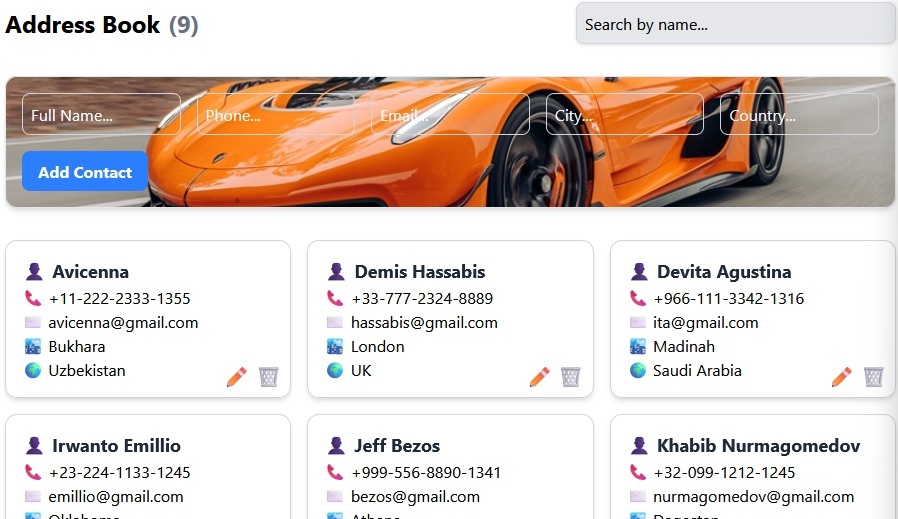 Address Book (9)
Search by name...
Full Name... Phone... Email... City... Country...
Add Contact
Avicenna
+11-222-2333-1355
avicenna@gmail.com
Bukhara
Uzbekistan
Demis Hassabis
+33-777-2324-8889
hassabis@gmail.com
London
UK
Devita Agustina
+966-111-3342-1316
ita@gmail.com
Madinah
Saudi Arabia
Irwanto Emillio
+23-224-1133-1245
emillio@gmail.com
Oklahoma
Jeff Bezos
+999-556-8890-1341
bezos@gmail.com
Athens
Khabib Nurmagomedov
+32-099-1212-1245
nurmagomedov@gmail.com
Dagestan